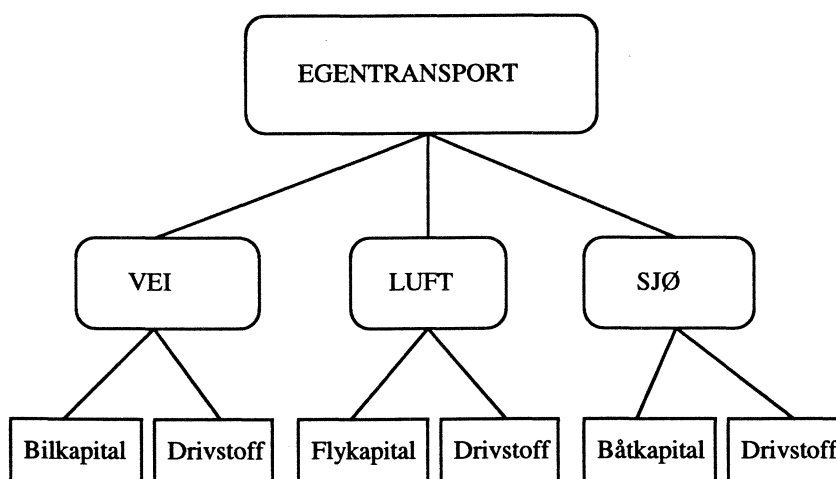 EGENTRANSPORT
VEI
LUFT
SJØ
Bilkapital
Drivstoff
Flykapital
Drivstoff
Båtkapital
Drivstoff